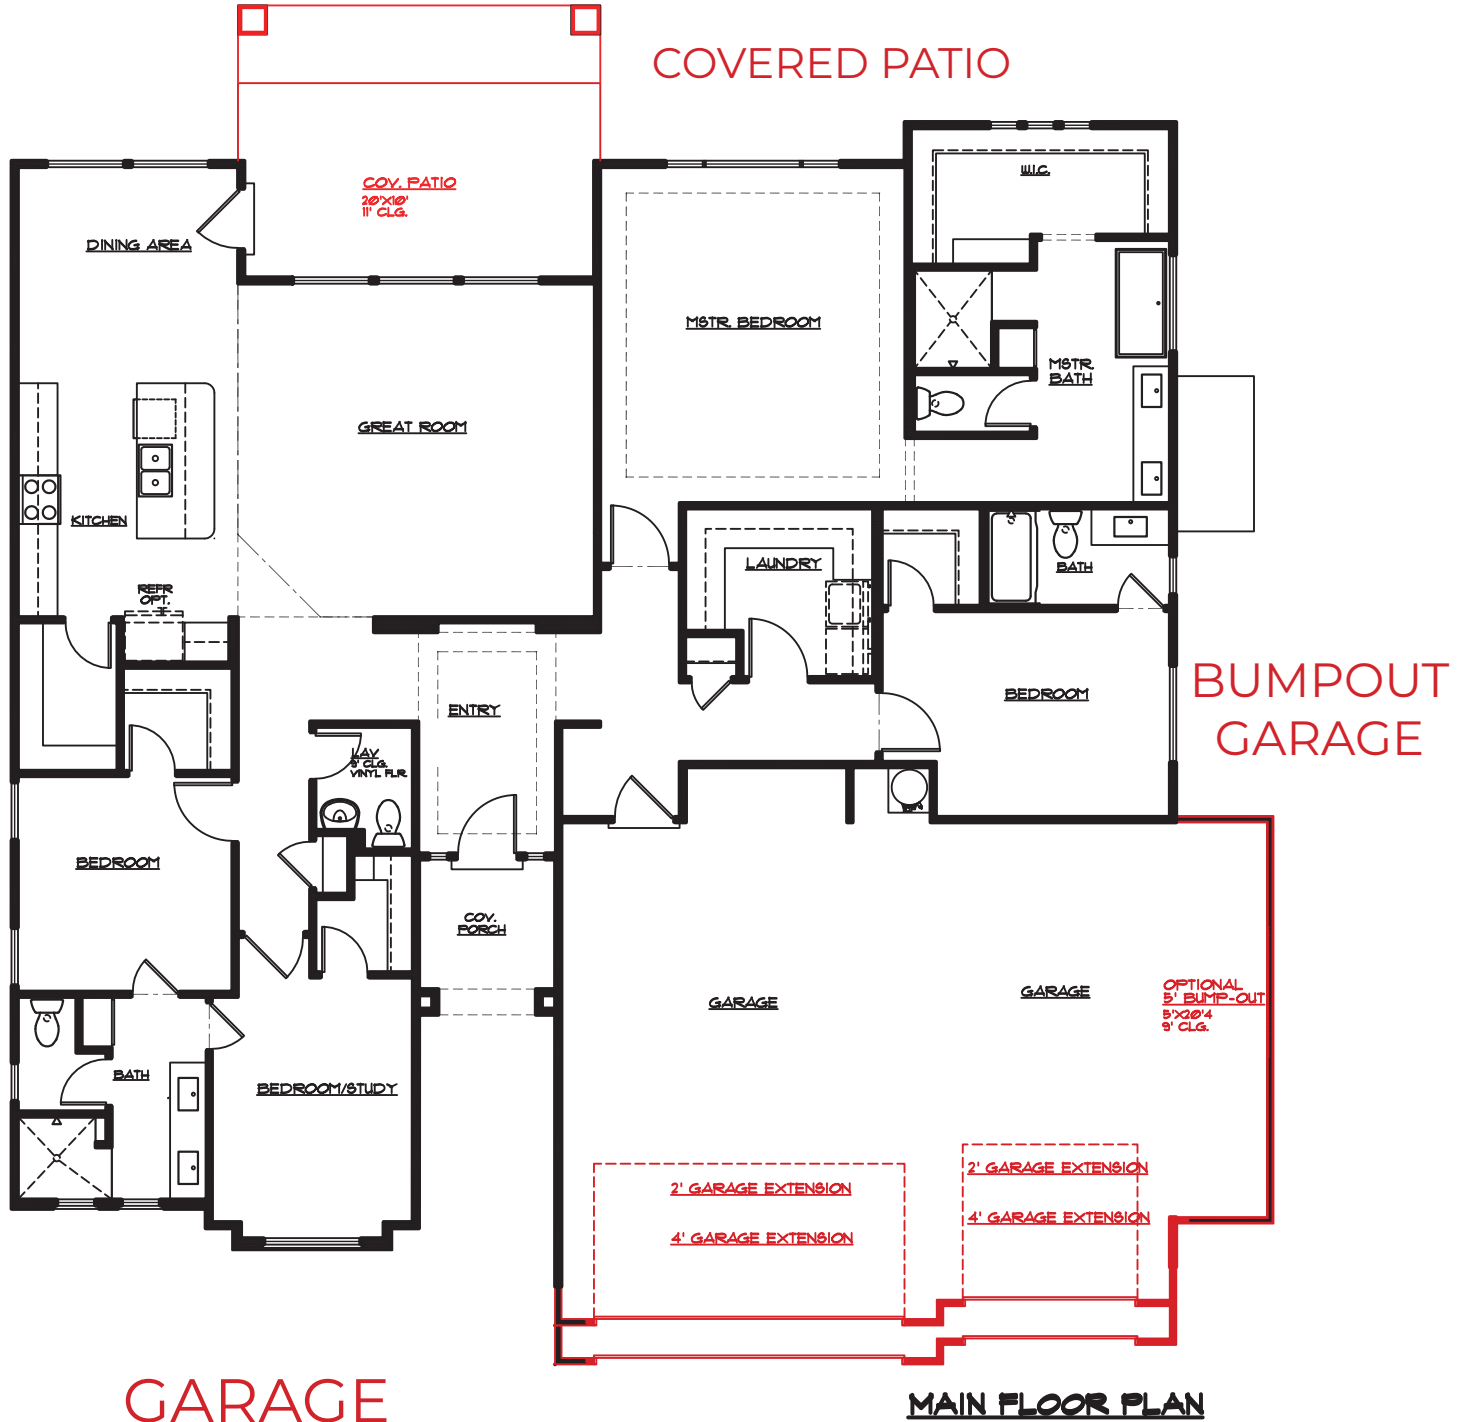 COVERED PATIO
W.I.C.
COV. PATIO
20'X10'
11' CLG.
DINING AREA
MSTR. BEDROOM
MSTR.
BATH
GREAT ROOM
KITCHEN
LAUNDRY
BATH
REFR
OPT.
BEDROOM
BUMPOUT
GARAGE
ENTRY
LAV.
9' CLG.
VINYL FLR.
BEDROOM
COV.
PORCH
GARAGE
GARAGE
OPTIONAL
5' BUMP-OUT
5'X20'4
9' CLG.
BATH
BEDROOM/STUDY
2' GARAGE EXTENSION
4' GARAGE EXTENSION
2' GARAGE EXTENSION
4' GARAGE EXTENSION
GARAGE
MAIN FLOOR PLAN